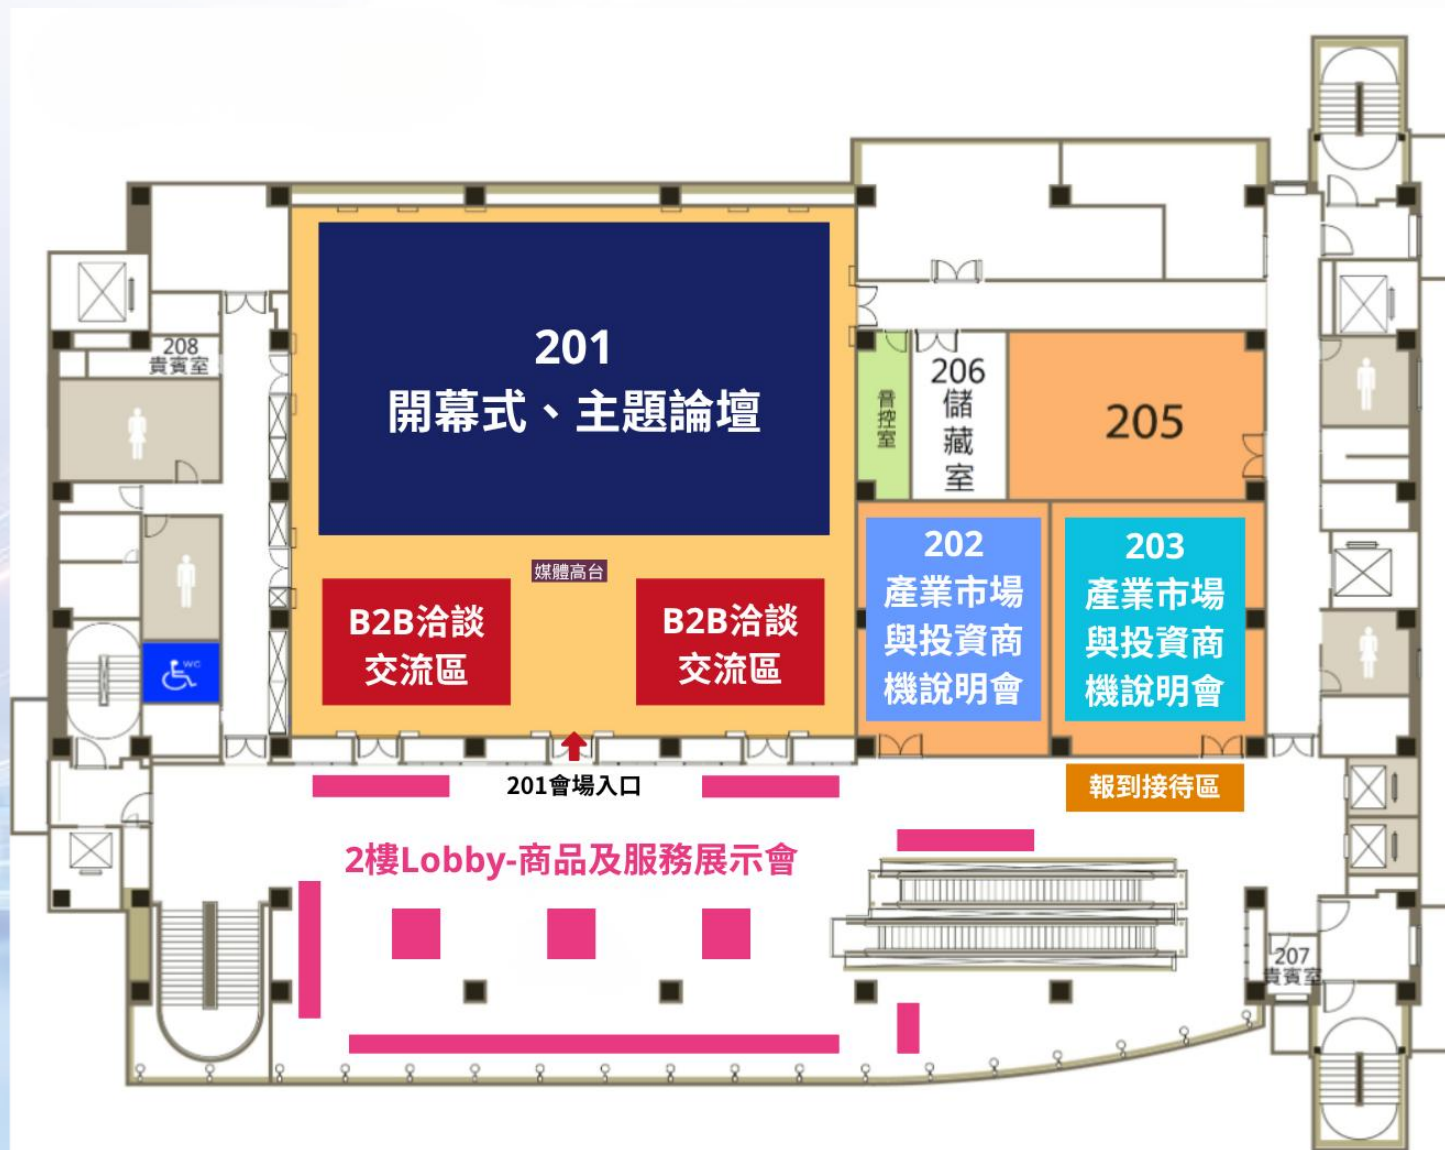 201
開幕式、主題論壇
208
貴賓室
音控室
206
儲藏室
205
媒體高台
B2B洽談
交流區
B2B洽談
交流區
202
產業市場
與投資商
機說明會
203
產業市場
與投資商
機說明會
WC
201會場入口
報到接待區
2樓Lobby-商品及服務展示會
207
貴賓室